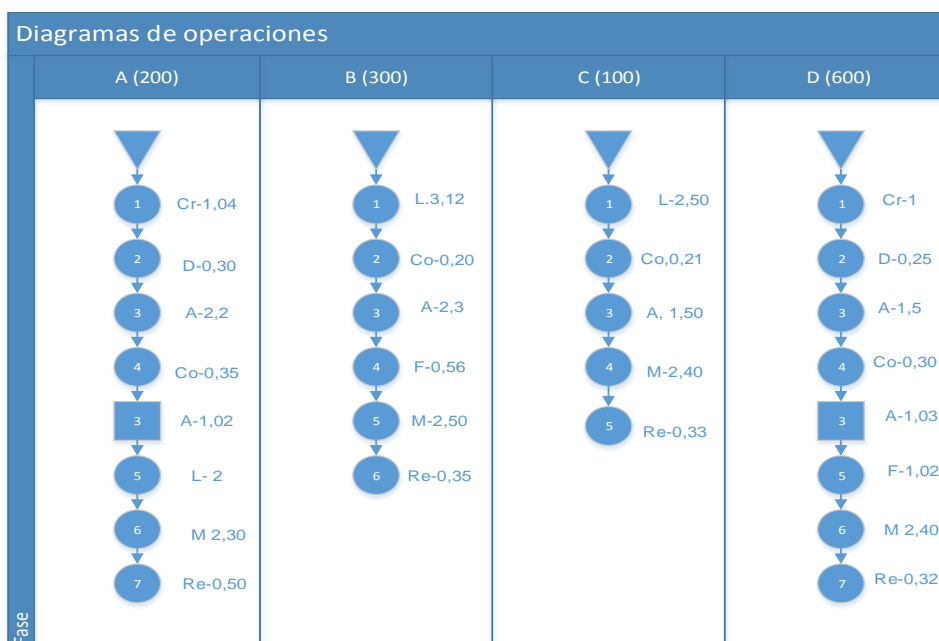 Diagramas de operaciones
A (200)
B (300)
C (100)
D (600)
1 Cr-1,04
2 D-0,30
3 A-2,2
4 Co-0,35
3 A-1,02
5 L- 2
6 M 2,30
7 Re-0,50
1 L.3,12
2 Co-0,20
3 A-2,3
4 F-0,56
5 M-2,50
6 Re-0,35
1 L-2,50
2 Co,0,21
3 A, 1,50
4 M-2,40
5 Re-0,33
1 Cr-1
2 D-0,25
3 A-1,5
4 Co-0,30
3 A-1,03
5 F-1,02
6 M 2,40
7 Re-0,32
Fase